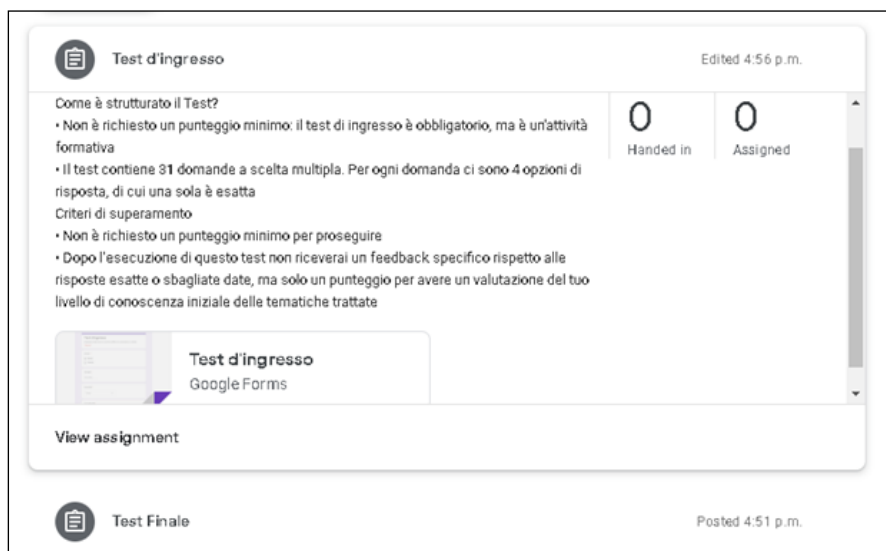 Test d'ingresso
Edited 4:56 p.m.
Come è strutturato il Test?
• Non è richiesto un punteggio minimo: il test di ingresso è obbligatorio, ma è un'attività
formativa
• Il test contiene 31 domande a scelta multipla. Per ogni domanda ci sono 4 opzioni di
risposta, di cui una sola è esatta
Criteri di superamento
• Non è richiesto un punteggio minimo per proseguire
• Dopo l'esecuzione di questo test non riceverai un feedback specifico rispetto alle
risposte esatte o sbagliate date, ma solo un punteggio per avere un valutazione del tuo
livello di conoscenza iniziale delle tematiche trattate
0
Handed in
0
Assigned
Test d'ingresso
Google Forms
View assignment
Test Finale
Posted 4:51 p.m.